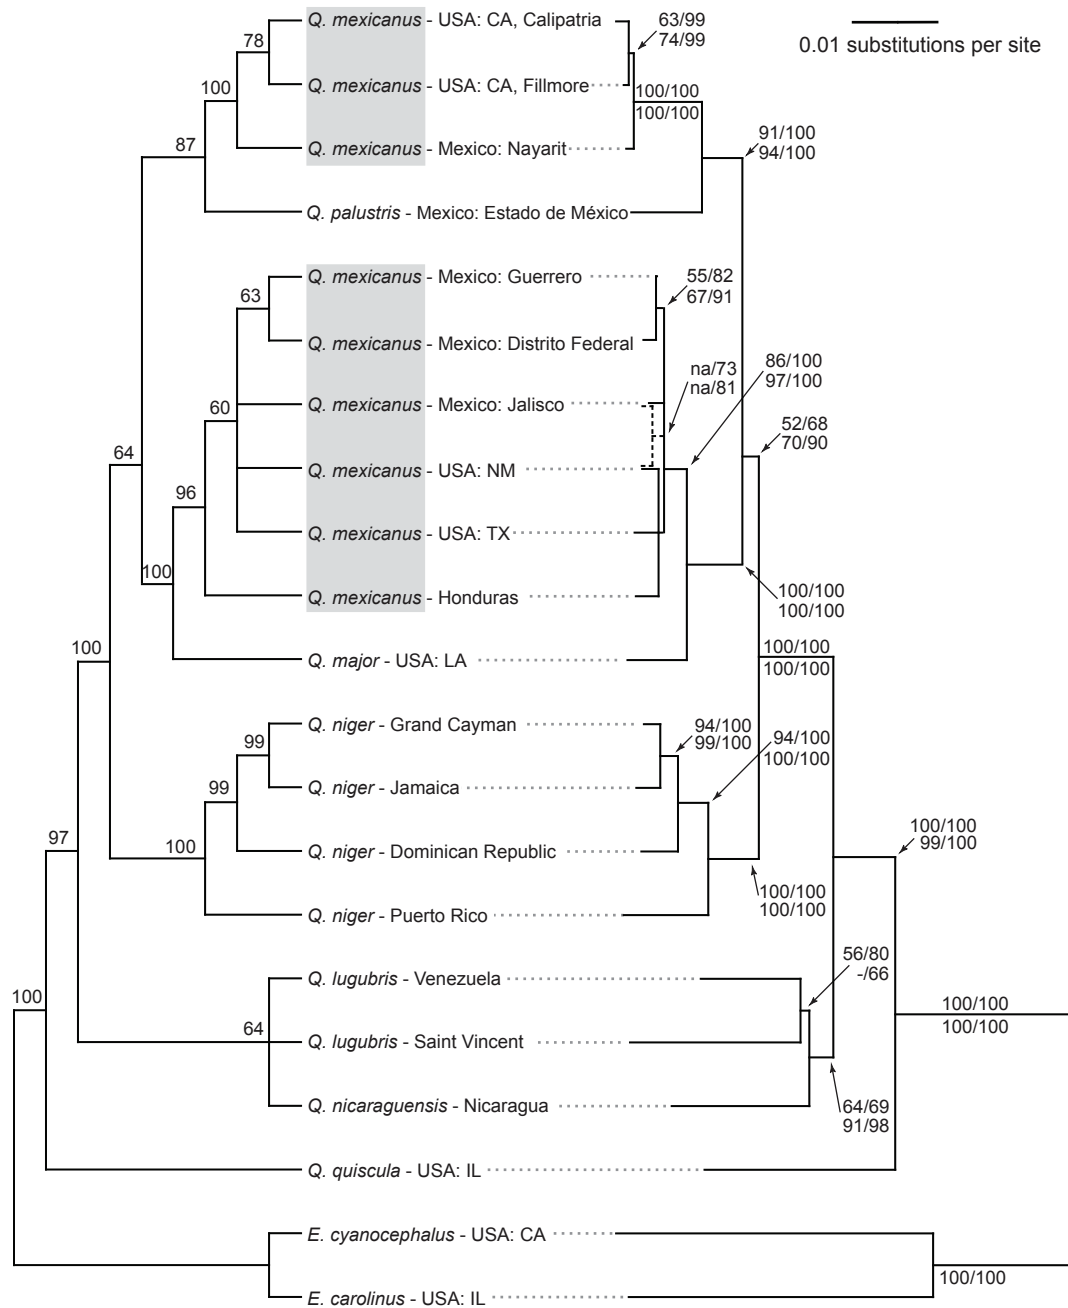 Q. mexicanus - USA: CA, Calipatria
63/99
74/99
0.01 substitutions per site
78
Q. mexicanus - USA: CA, Fillmore
100
100/100
100/100
Q. mexicanus - Mexico: Nayarit
87
91/100
94/100
Q. palustris - Mexico: Estado de México
Q. mexicanus - Mexico: Guerrero
55/82
67/91
63
Q. mexicanus - Mexico: Distrito Federal
na/73
na/81
86/100
97/100
Q. mexicanus - Mexico: Jalisco
60
52/68
70/90
64
Q. mexicanus - USA: NM
96
Q. mexicanus - USA: TX
100
Q. mexicanus - Honduras
100/100
100/100
100
Q. major - USA: LA
100/100
100/100
Q. niger - Grand Cayman
94/100
99/100
94/100
100/100
99
Q. niger - Jamaica
99
97
100
Q. niger - Dominican Republic
100/100
99/100
Q. niger - Puerto Rico
100/100
100/100
56/80
-/66
Q. lugubris - Venezuela
100
100/100
100/100
64
Q. lugubris - Saint Vincent
Q. nicaraguensis - Nicaragua
64/69
91/98
Q. quiscula - USA: IL
E. cyanocephalus - USA: CA
100/100
E. carolinus - USA: IL